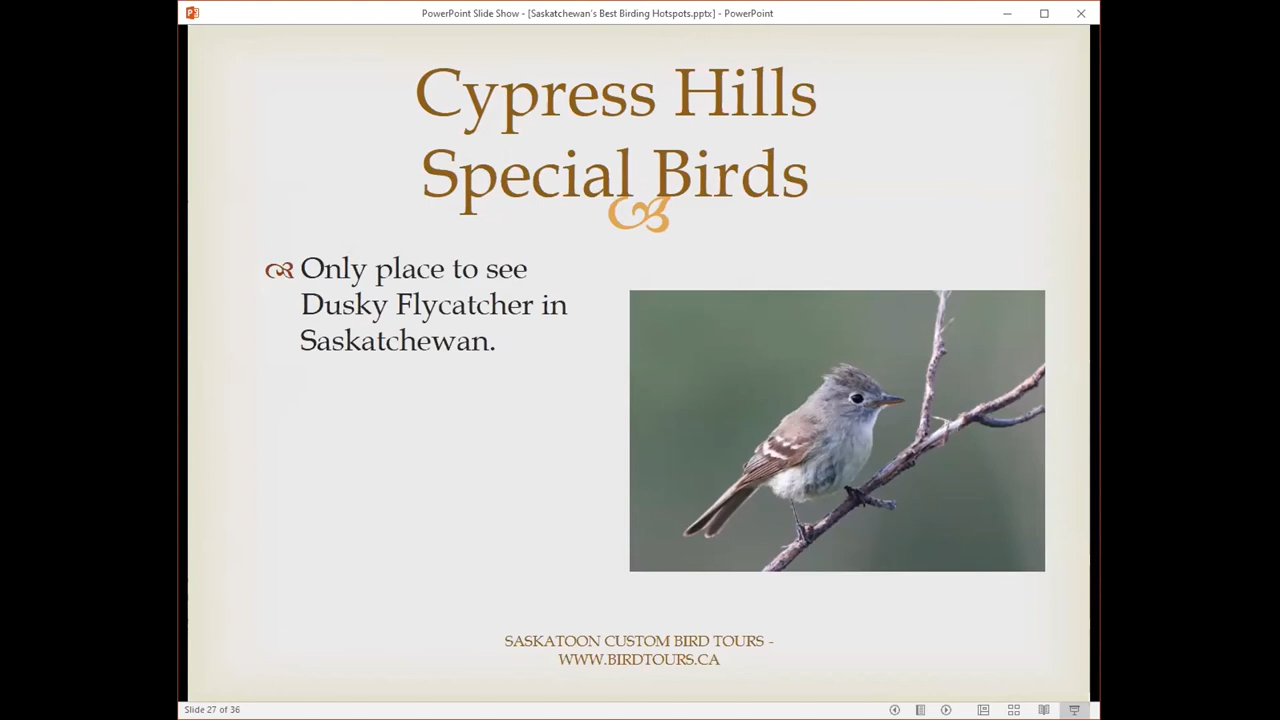 PowerPoint Slide Show - [Saskatchewan's Best Birding Hotspots.pptx] - PowerPoint
Cypress Hills
Special Birds
Only place to see
Dusky Flycatcher in
Saskatchewan.
SASKATOON CUSTOM BIRD TOURS -
WWW.BIRDTOURS.CA
Slide 27 of 36